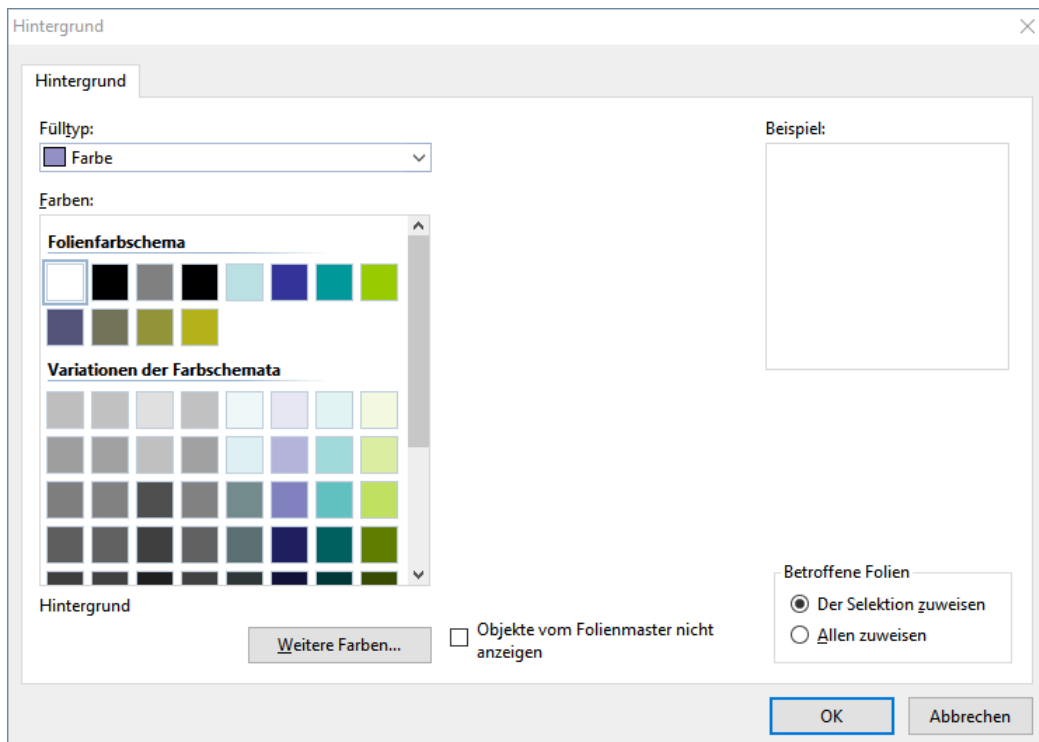 Hintergrund
Hintergrund
Fülltyp:
Farbe
Beispiel:
Farben:
Folienfarbschema
Variationen der Farbschemata
Hintergrund
Weitere Farben...
Objekte vom Folienmaster nicht
anzeigen
Betroffene Folien
Der Selektion zuweisen
Allen zuweisen
OK
Abbrechen